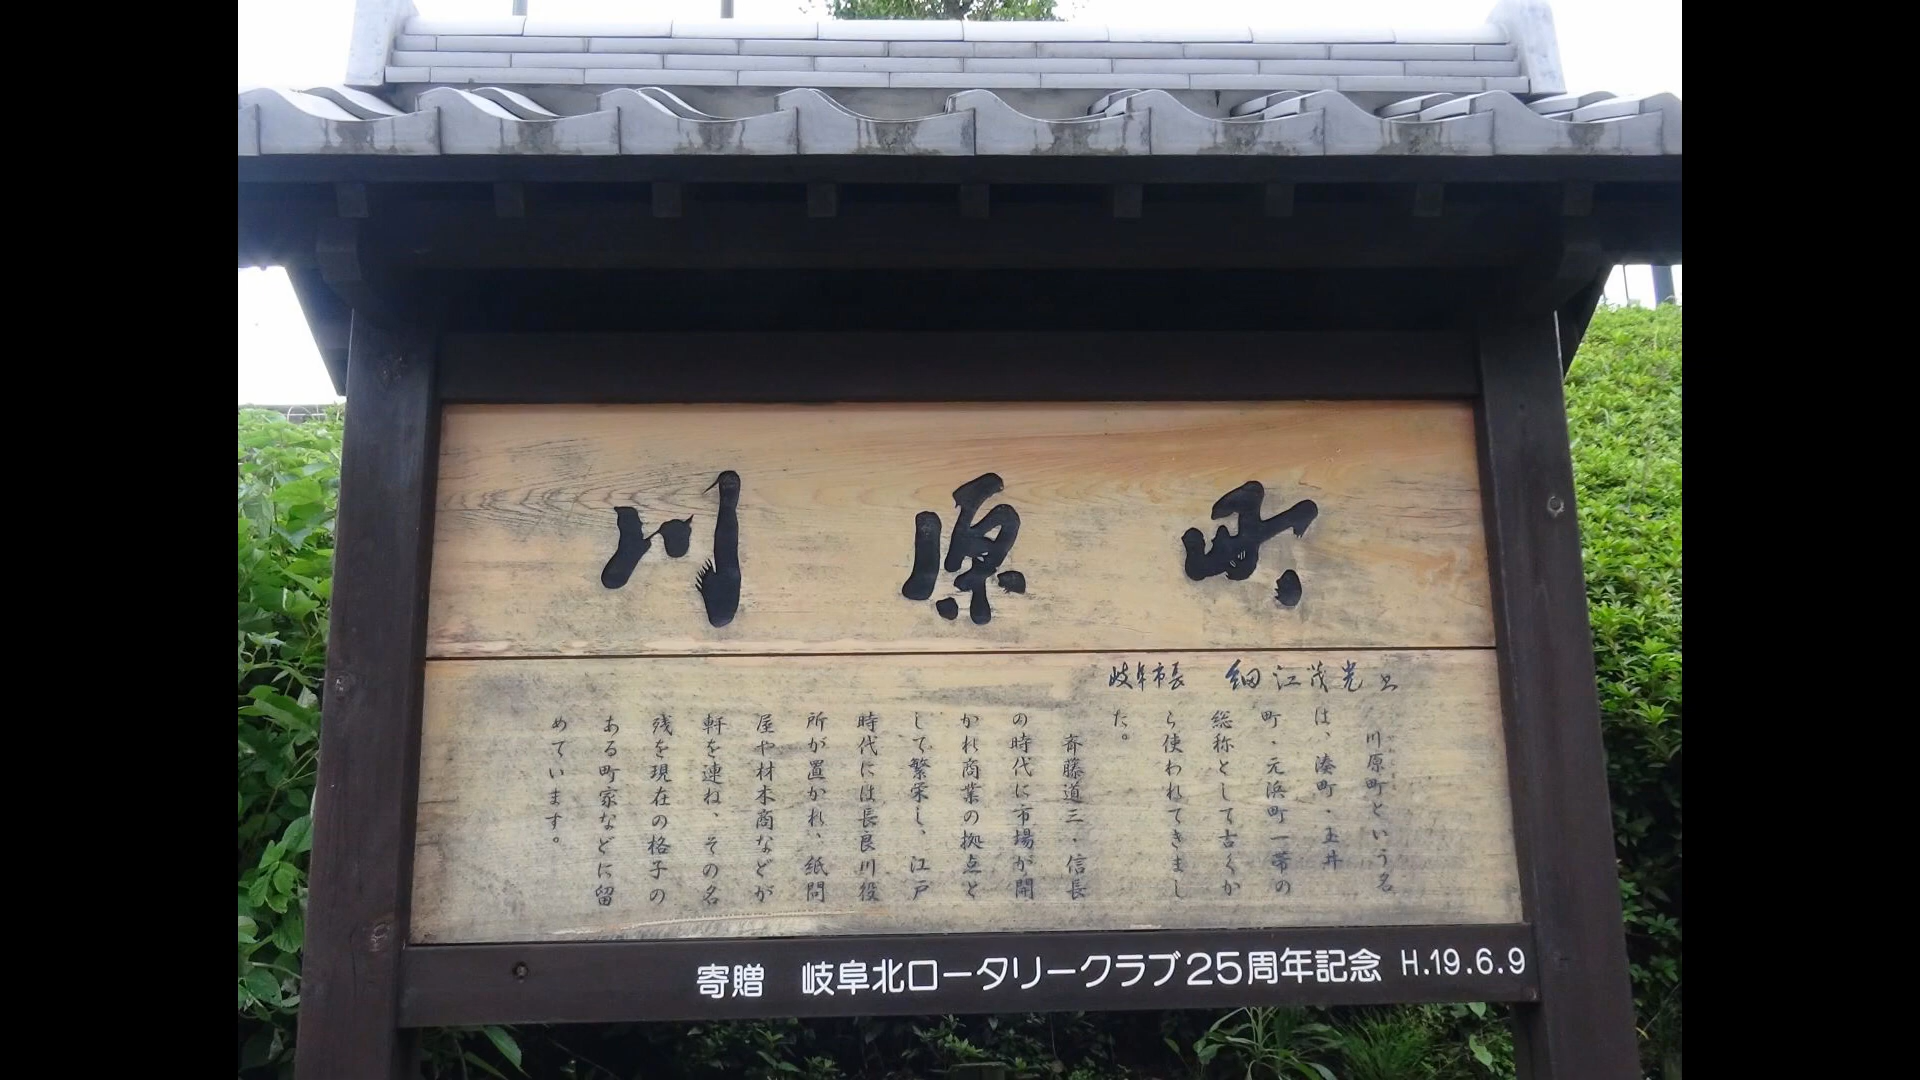 川原町
岐阜市長 細江茂光 書
川原町という名
は、湊町・玉井
町・元浜町一帯の
総称として古くか
ら使われてきまし
た。
斉藤道三・信長
の時代に市場が開
かれ商業の拠点と
して繁栄し、江戸
時代には長良川役
所が置かれ、紙問
屋や材木商などが
軒を連ね、その名
残を現在の格子の
ある町家などに留
めています。
寄贈 岐阜北ロータリークラブ25周年記念 H.19.6.9